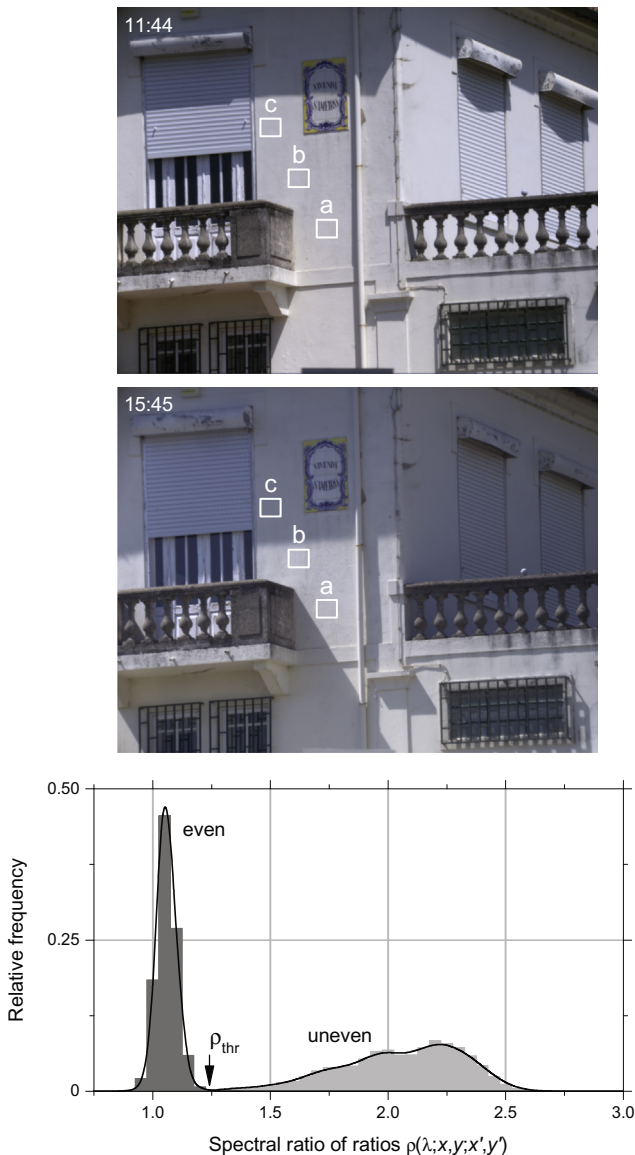 11:44
c
b
a
15:45
c
b
a
0.50
0.25
0
Relative frequency
even
ρthr
uneven
1.0 1.5 2.0 2.5 3.0
Spectral ratio of ratios ρ(λ;x,y;x′,y′)